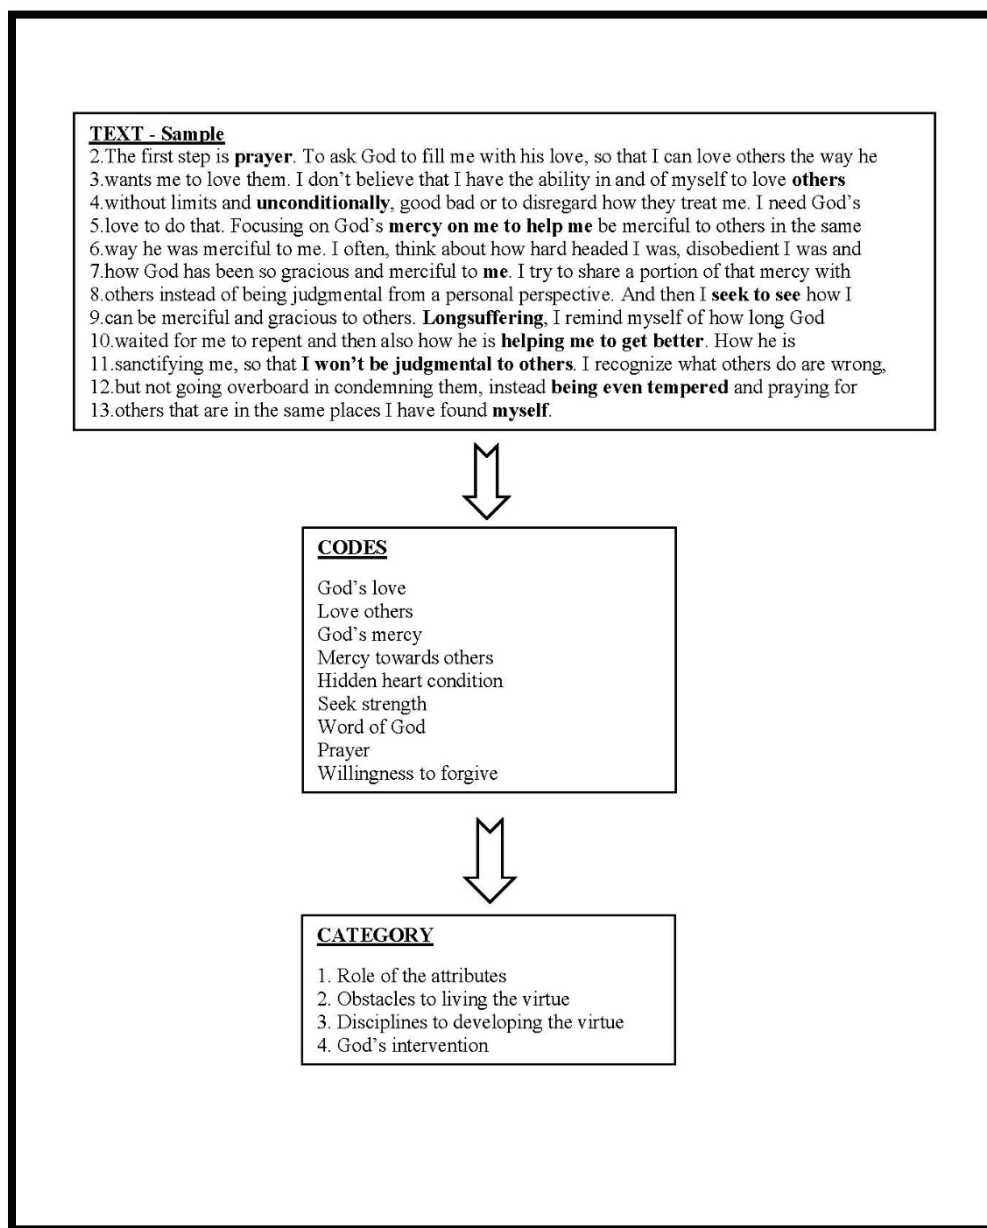 TEXT - Sample
2.The first step is prayer. To ask God to fill me with his love, so that I can love others the way he
3.wants me to love them. I don’t believe that I have the ability in and of myself to love others
4.without limits and unconditionally, good bad or to disregard how they treat me. I need God’s
5.love to do that. Focusing on God’s mercy on me to help me be merciful to others in the same
6.way he was merciful to me. I often, think about how hard headed I was, disobedient I was and
7.how God has been so gracious and merciful to me. I try to share a portion of that mercy with
8.others instead of being judgmental from a personal perspective. And then I seek to see how I
9.can be merciful and gracious to others. Longsuffering, I remind myself of how long God
10.waited for me to repent and then also how he is helping me to get better. How he is
11.sanctifying me, so that I won’t be judgmental to others. I recognize what others do are wrong,
12.but not going overboard in condemning them, instead being even tempered and praying for
13.others that are in the same places I have found myself.
CODES
God’s love
Love others
God’s mercy
Mercy towards others
Hidden heart condition
Seek strength
Word of God
Prayer
Willingness to forgive
CATEGORY
1. Role of the attributes
2. Obstacles to living the virtue
3. Disciplines to developing the virtue
4. God’s intervention